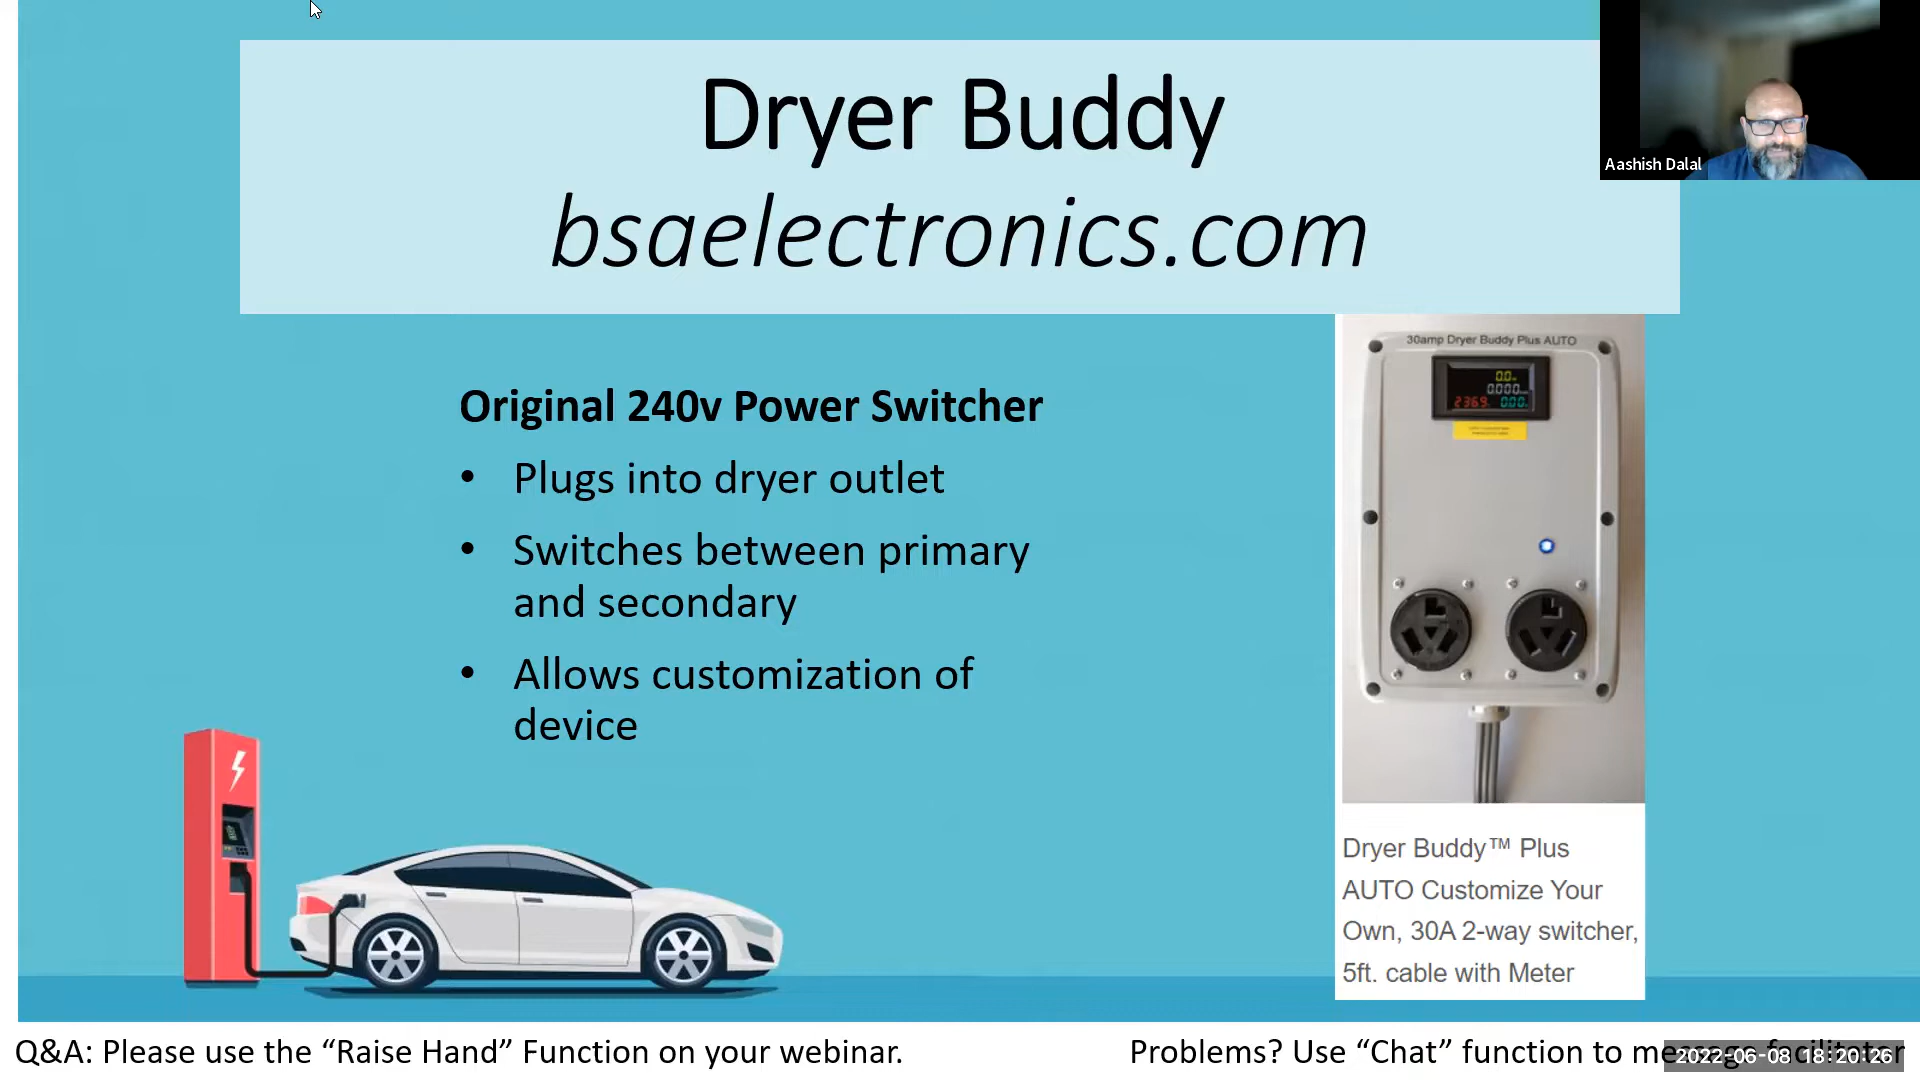 Dryer Buddy
bsaelectronics.com
Aashish Dalal
Original 240v Power Switcher
• Plugs into dryer outlet
• Switches between primary
and secondary
• Allows customization of
device
30amp Dryer Buddy Plus AUTO
Dryer Buddy™ Plus
AUTO Customize Your
Own, 30A 2-way switcher,
5ft. cable with Meter
Q&A: Please use the “Raise Hand” Function on your webinar.
Problems? Use “Chat” function to message facilitator
2022-06-08 18:20:26